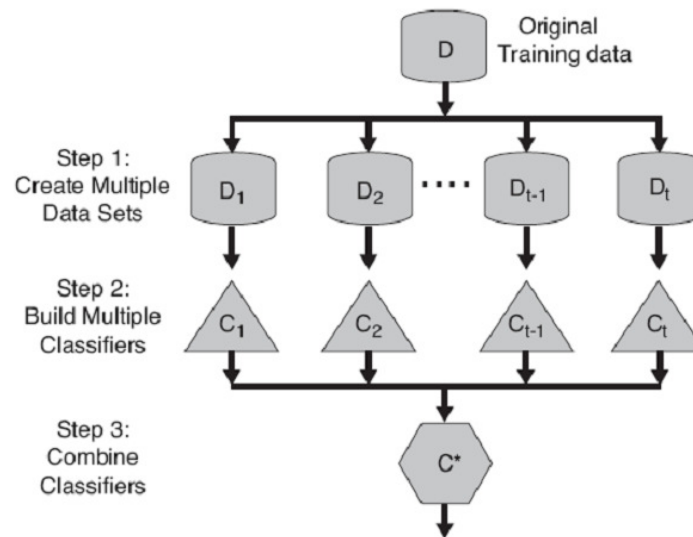 Original
Training data
D
Step 1:
Create Multiple
Data Sets
D1
D2
....
Dt-1
Dt
Step 2:
Build Multiple
Classifiers
C1
C2
Ct-1
Ct
Step 3:
Combine
Classifiers
C*